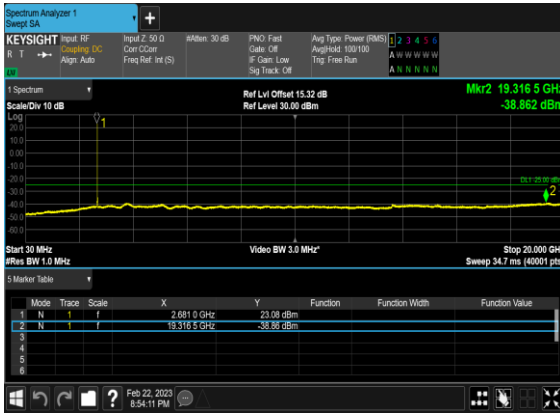 Spectrum Analyzer 1
Swept SA
+
KEYSIGHT Input: RF Input Z: 50 Ω #Atten: 30 dB PNO: Fast Avg Type: Power (RMS) 1 2 3 4 5 6
R T Coupling: DC Corr CCorr Gate: Off Avg|Hold: 100/100 A W W W W W
Align: Auto Freq Ref: Int (S) IF Gain: Low Trig: Free Run
Sig Track: Off A N N N N N
1 Spectrum Ref Lvl Offset 15.32 dB Mkr2 19.316 5 GHz
Scale/Div 10 dB Ref Level 30.00 dBm -38.862 dBm
Log
20.0
10.0
0.00
-10.0
-20.0
-30.0
-40.0
-50.0
-60.0
1
DL1 -25.00 dBm
2
Start 30 MHz Video BW 3.0 MHz* Stop 20.000 GH
#Res BW 1.0 MHz Sweep 34.7 ms (40001 pts
5 Marker Table
Mode Trace Scale X Y Function Function Width Function Value
1 N 1 f 2.681 0 GHz 23.08 dBm
2 N 1 f 19.316 5 GHz -38.86 dBm
3
4
5
6
? Feb 22, 2023
8:54:11 PM